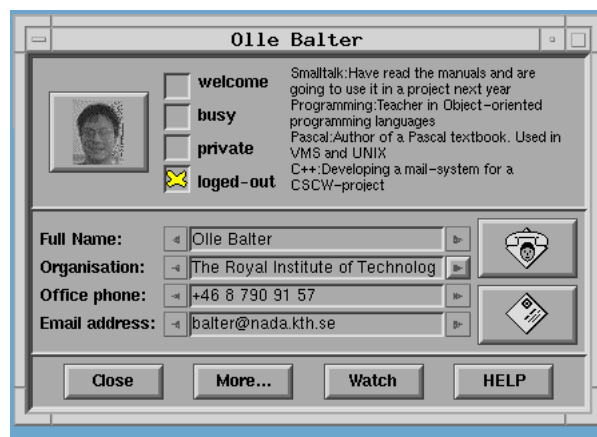 Olle Balter
welcome
busy
private
loged-out
Smalltalk:Have read the manuals and are
going to use it in a project next year
Programming:Teacher in Object-oriented
programming languages
Pascal:Author of a Pascal textbook. Used in
VMS and UNIX
C++:Developing a mail-system for a
CSCW-project
Full Name: Olle Balter
Organisation: The Royal Institute of Technolog
Office phone: +46 8 790 91 57
Email address: balter@nada.kth.se
Close More... Watch HELP